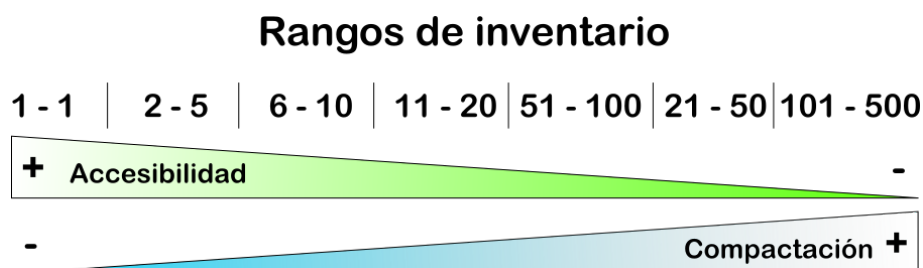 Rangos de inventario
1 - 1 2 - 5 6 - 10 11 - 20 51 - 100 21 - 50 101 - 500
+ Accesibilidad -
- Compactación +